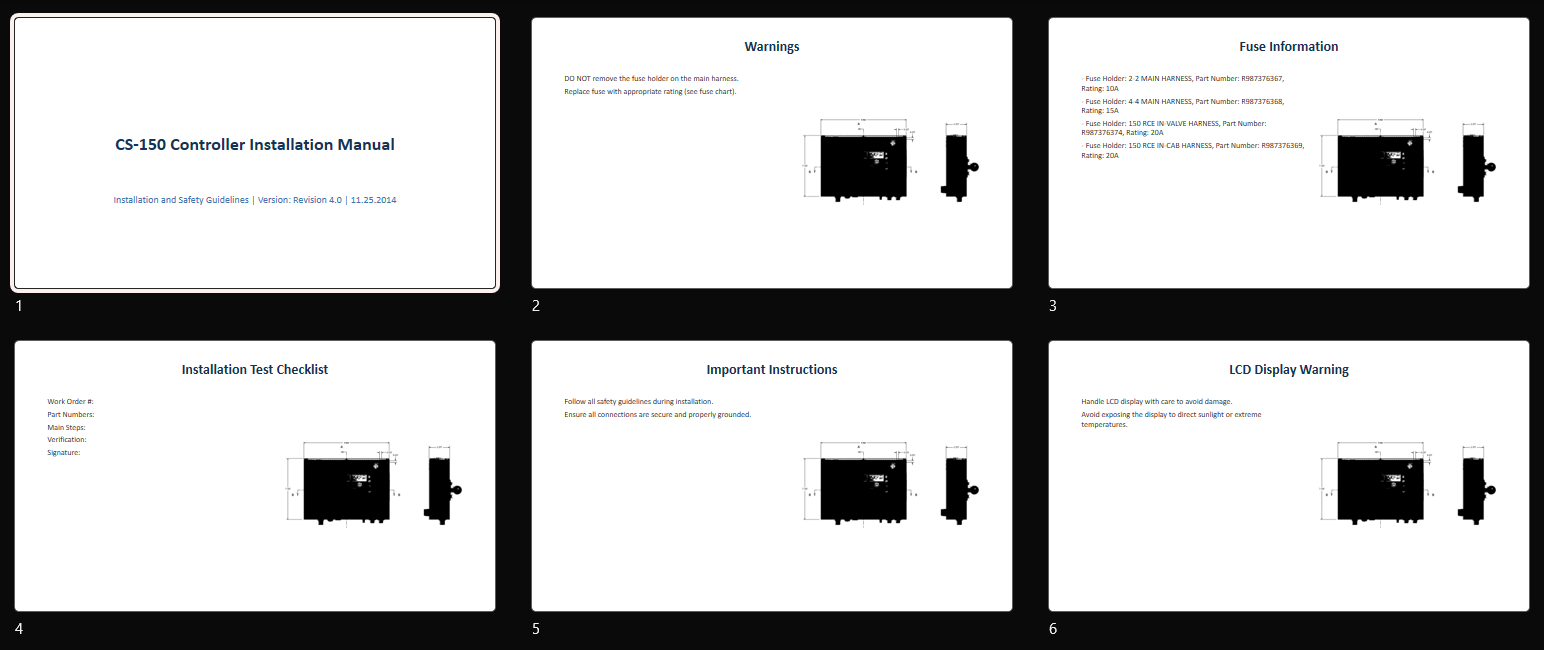 CS-150 Controller Installation Manual
Installation and Safety Guidelines | Version: Revision 4.0 | 11.25.2014
1
Warnings
DO NOT remove the fuse holder on the main harness.
Replace fuse with appropriate rating (see fuse chart).
2
Fuse Information
- Fuse Holder: 2-2 MAIN HARNESS, Part Number: R987376367,
Rating: 10A
- Fuse Holder: 4-4 MAIN HARNESS, Part Number: R987376368,
Rating: 15A
- Fuse Holder: 150 RCE IN-VALVE HARNESS, Part Number:
R987376374, Rating: 20A
- Fuse Holder: 150 RCE IN-CAB HARNESS, Part Number: R987376369,
Rating: 20A
3
Installation Test Checklist
Work Order #:
Part Numbers:
Main Steps:
Verification:
Signature:
4
Important Instructions
Follow all safety guidelines during installation.
Ensure all connections are secure and properly grounded.
5
LCD Display Warning
Handle LCD display with care to avoid damage.
Avoid exposing the display to direct sunlight or extreme
temperatures.
6